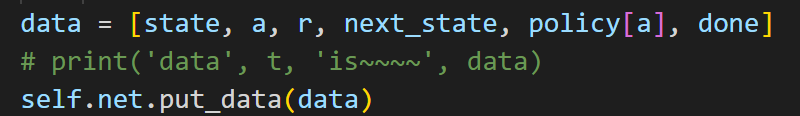 data = [state, a, r, next_state, policy[a], done]
# print('data', t, 'is~~~~', data)
self.net.put_data(data)